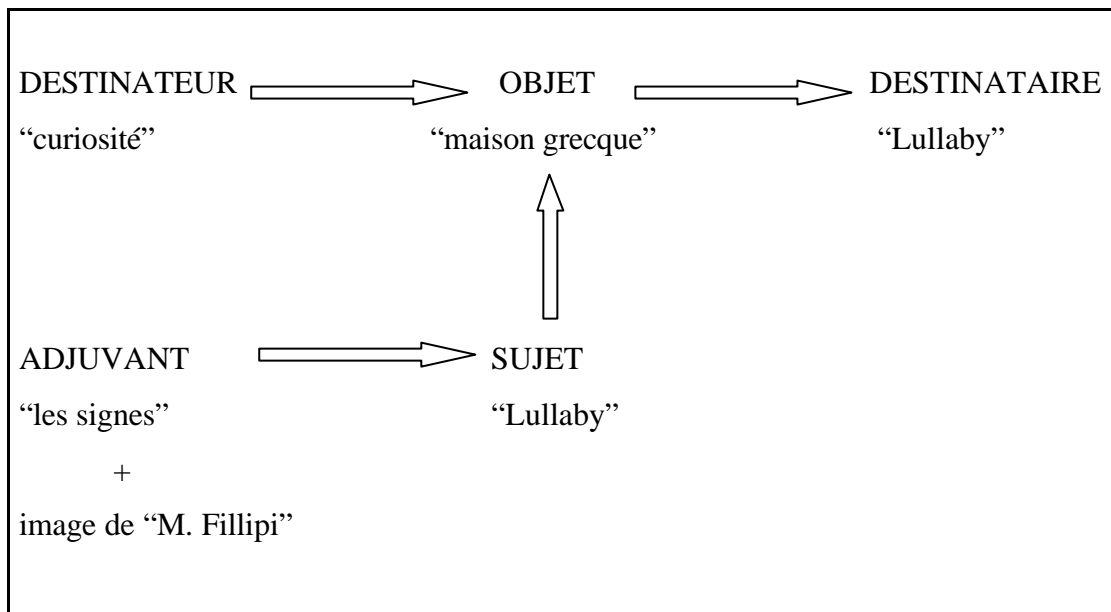 DESTINATEUR OBJET DESTINATAIRE
“curiosité” “maison grecque” “Lullaby”
ADJUVANT SUJET
“les signes” “Lullaby”
+
image de “M. Fillipi”